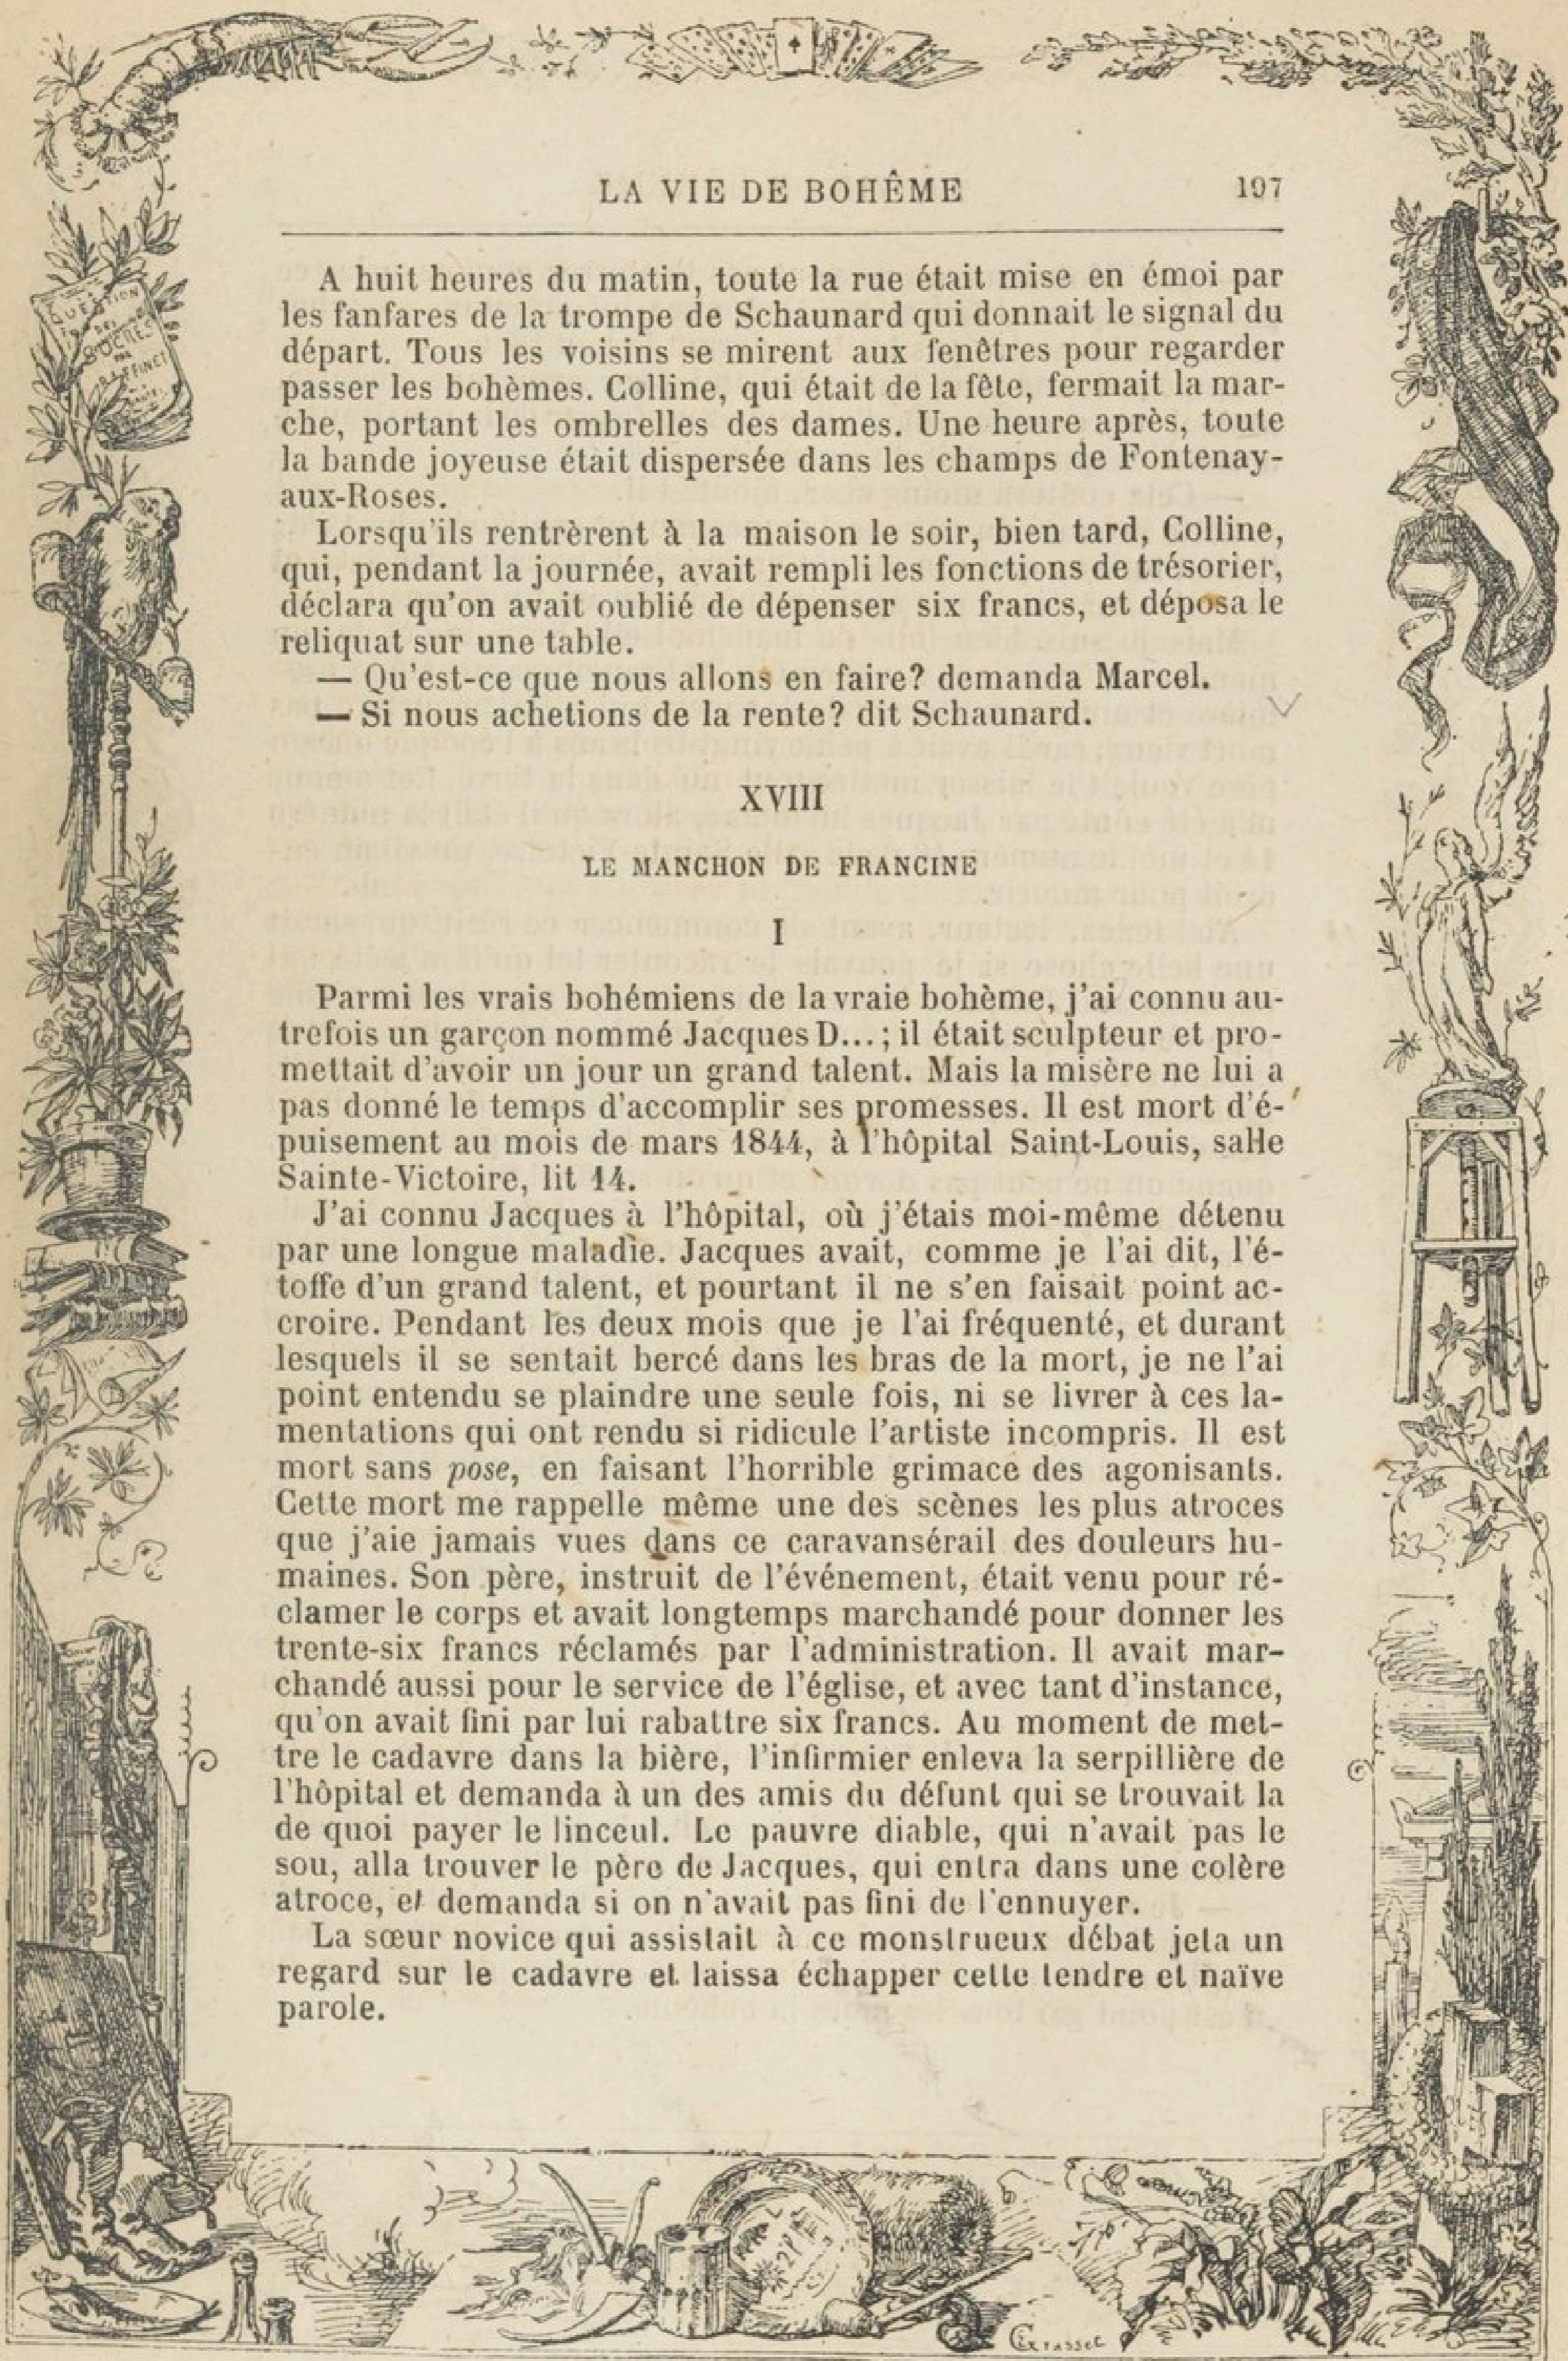 LA VIE DE BOHÊME 197
A huit heures du matin, toute la rue était mise en émoi par
les fanfares de la trompe de Schaunard qui donnait le signal du
départ. Tous les voisins se mirent aux fenêtres pour regarder
passer les bohèmes. Colline, qui était de la fête, fermait la mar-
che, portant les ombrelles des dames. Une heure après, toute
la bande joyeuse était dispersée dans les champs de Fontenay-
aux-Roses.
Lorsqu'ils rentrèrent à la maison le soir, bien tard, Colline,
qui, pendant la journée, avait rempli les fonctions de trésorier,
déclara qu'on avait oublié de dépenser six francs, et déposa le
reliquat sur une table.
— Qu'est-ce que nous allons en faire? demanda Marcel.
— Si nous achetions de la rente? dit Schaunard.
XVIII
LE MANCHON DE FRANCINE
I
Parmi les vrais bohémiens de la vraie bohème, j'ai connu au-
trefois un garçon nommé Jacques D...; il était sculpteur et pro-
mettait d'avoir un jour un grand talent. Mais la misère ne lui a
pas donné le temps d'accomplir ses promesses. Il est mort d'é-
puisement au mois de mars 1844, à l'hôpital Saint-Louis, salle
Sainte-Victoire, lit 14.
J'ai connu Jacques à l'hôpital, où j'étais moi-même détenu
par une longue maladie. Jacques avait, comme je l'ai dit, l'é-
toffe d'un grand talent, et pourtant il ne s'en faisait point ac-
croire. Pendant les deux mois que je l'ai fréquenté, et durant
lesquels il se sentait bercé dans les bras de la mort, je ne l'ai
point entendu se plaindre une seule fois, ni se livrer à ces la-
mentations qui ont rendu si ridicule l'artiste incompris. Il est
mort sans pose, en faisant l'horrible grimace des agonisants.
Cette mort me rappelle même une des scènes les plus atroces
que j'aie jamais vues dans ce caravansérail des douleurs hu-
maines. Son père, instruit de l'événement, était venu pour ré-
clamer le corps et avait longtemps marchandé pour donner les
trente-six francs réclamés par l'administration. Il avait mar-
chandé aussi pour le service de l'église, et avec tant d'instance,
qu'on avait fini par lui rabattre six francs. Au moment de met-
tre le cadavre dans la bière, l'infirmier enleva la serpillière de
l'hôpital et demanda à un des amis du défunt qui se trouvait la
de quoi payer le linceul. Le pauvre diable, qui n'avait pas le
sou, alla trouver le père de Jacques, qui entra dans une colère
atroce, et demanda si on n'avait pas fini de l'ennuyer.
La sœur novice qui assistait à ce monstrueux débat jeta un
regard sur le cadavre et laissa échapper cette tendre et naïve
parole.
QUESTION
DES
SUCRES
PAR
Grasset